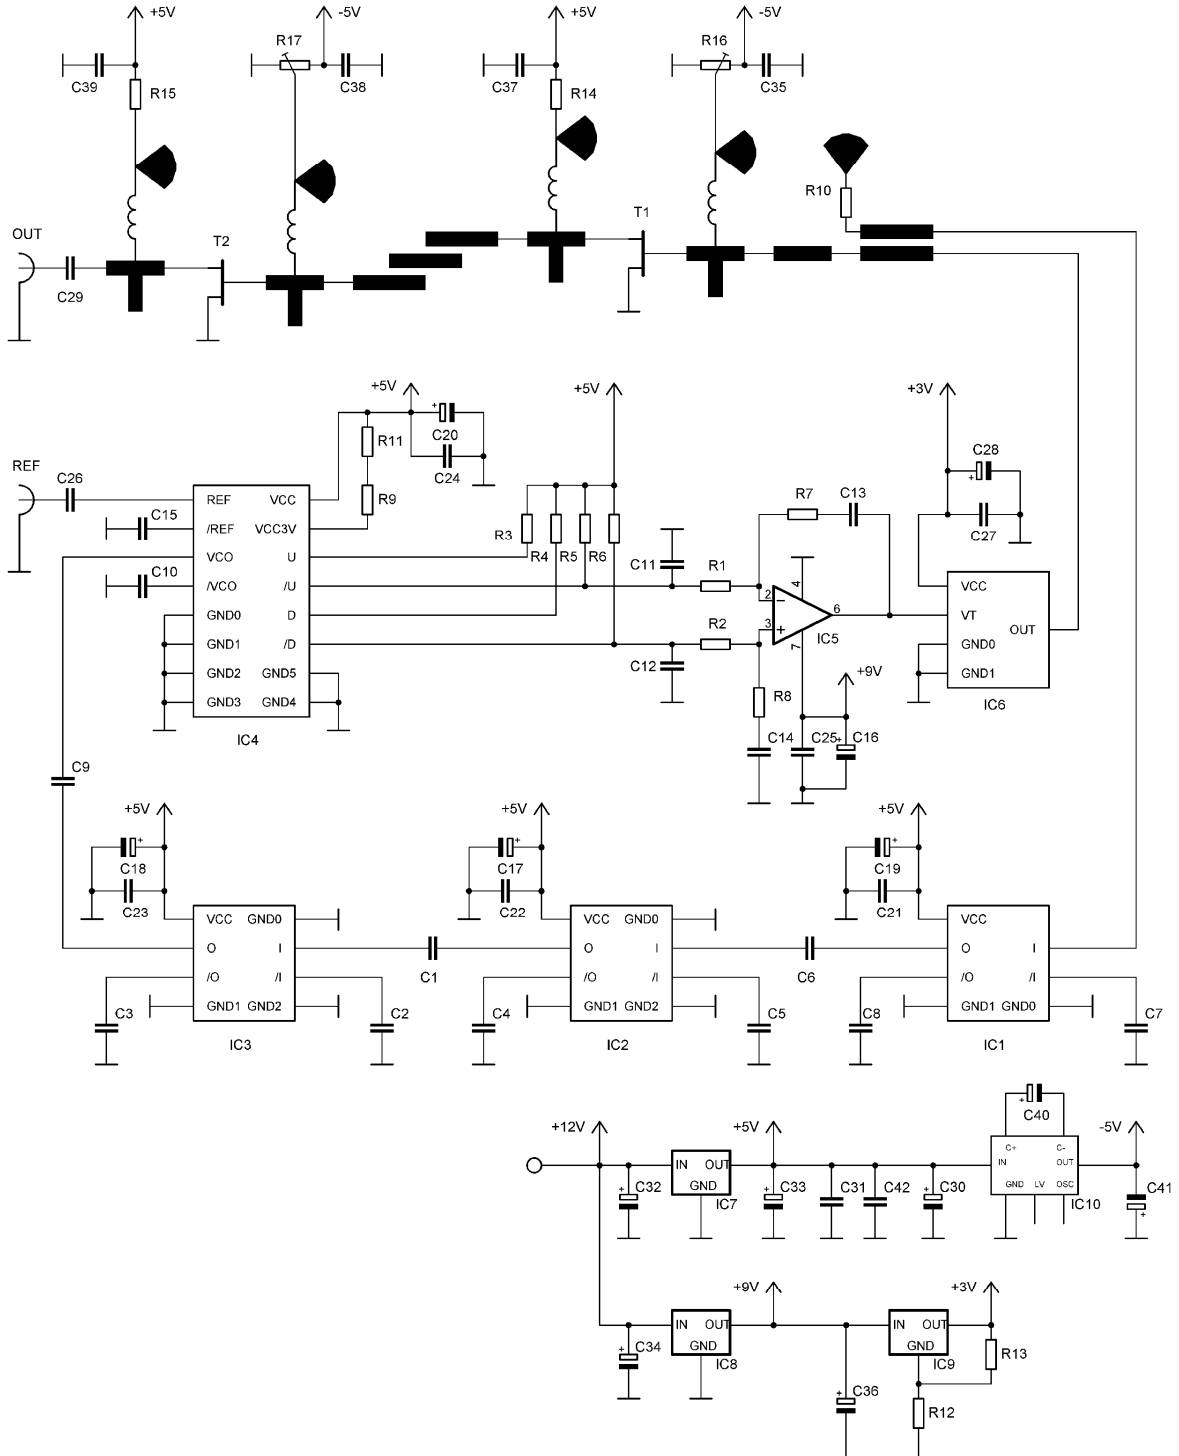 +5V -5V +5V -5V
R17 R16
C39 R15 C38 C37 R14 C35
R10
OUT T2 T1
C29
+5V +5V +3V
R11 C20 C28
REF C26 C24
R9 R7 C13
C15 C27
REF VCC
/REF VCC3V R3 R4 R5 R6
VCO U C11 R1
C10 4 VCC
/VCO /U 2 −
GND0 D 6 VT
R2 3 + IC5 OUT
GND1 /D 7 GND0
C12 +9V
GND2 GND5 GND1
GND3 GND4 R8 IC6
IC4 C14 C25 + C16
C9
+5V +5V +5V
C18 C17 C19
C23 C22 C21
VCC GND0 VCC GND0 VCC
O I O I O I
C1 C6
/O /I /O /I /O /I
GND1 GND2 GND1 GND2 GND1 GND0
C3 C2 C4 C5 C8 C7
IC3 IC2 IC1
C40
+12V +5V -5V
C+ C-
IN OUT IN OUT
GND GND LV OSC
C32 IC7 C33 C31 C42 C30 IC10 C41
+9V +3V
IN OUT IN OUT
GND GND
C34 IC8 IC9 R13
C36 R12